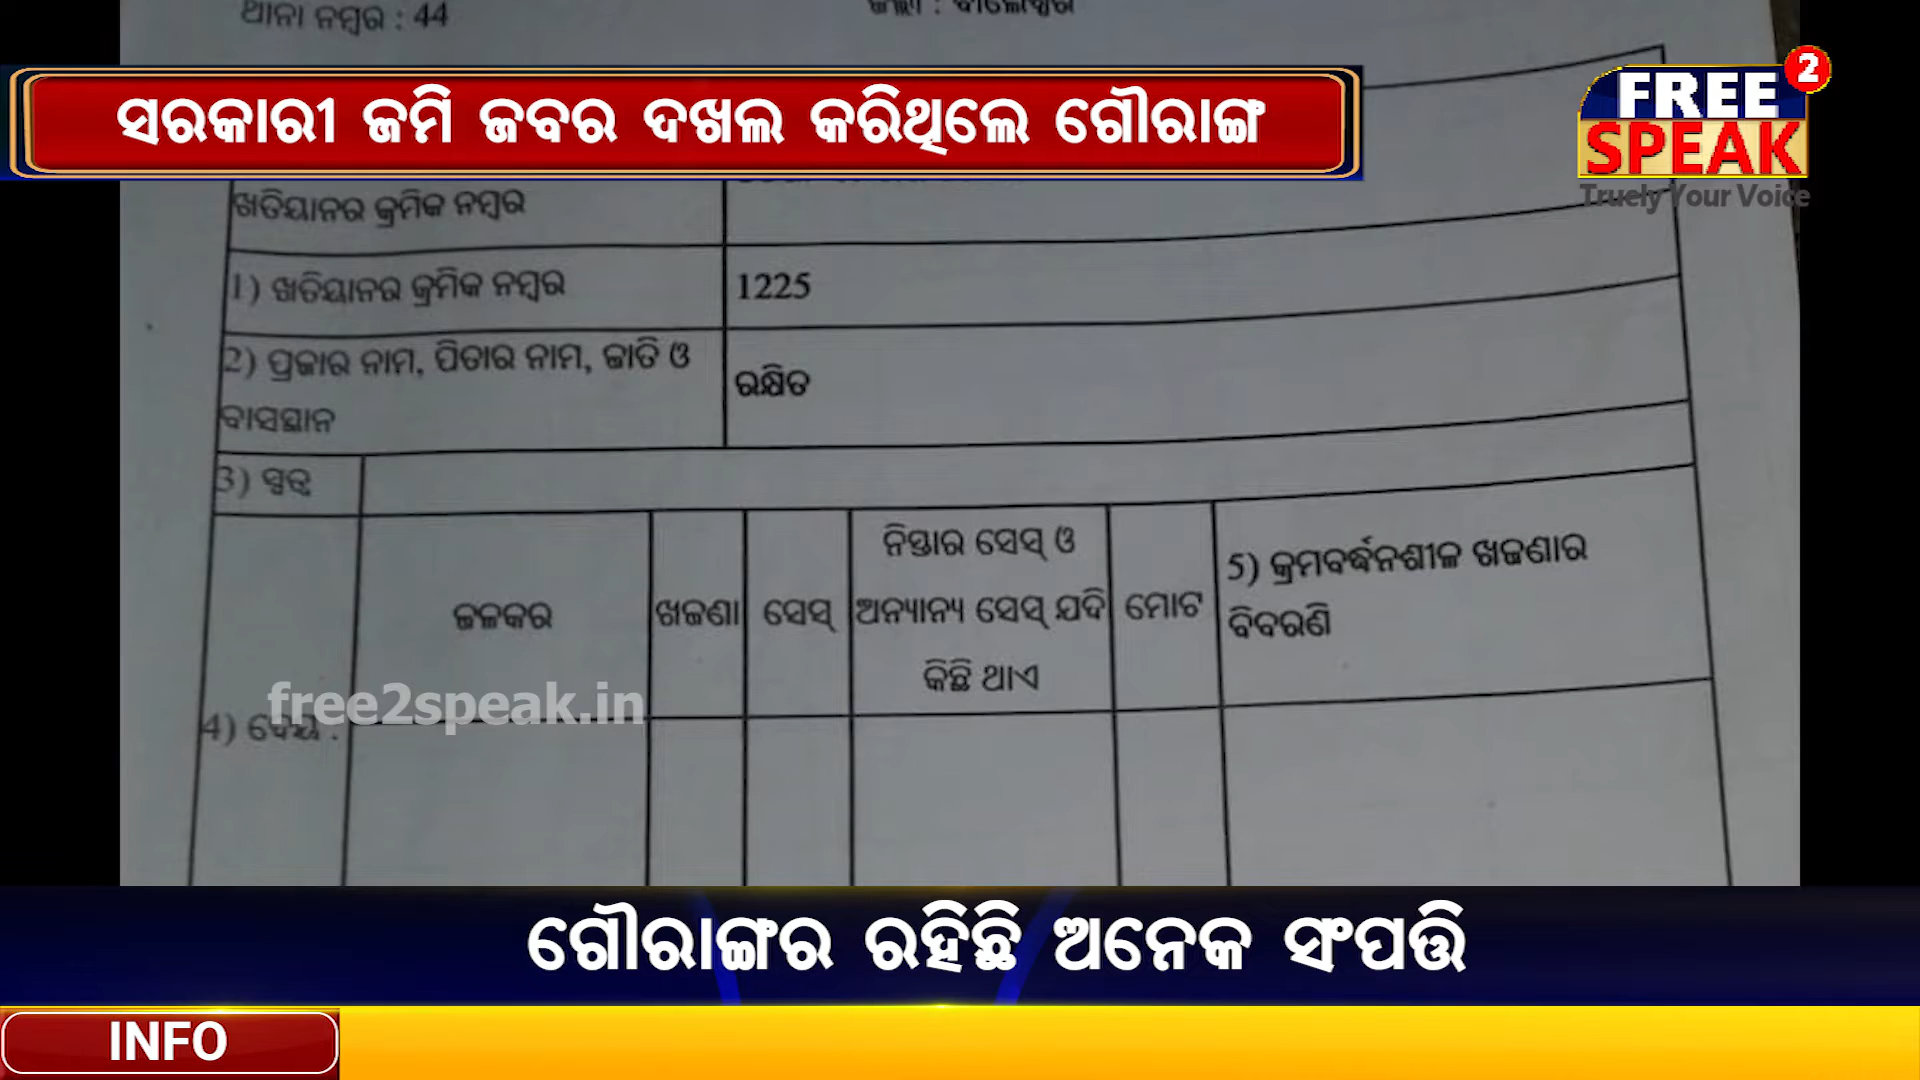 ଥାନା ନମ୍ବର : 44
ଜିଲ୍ଲା : ବାଲେଶ୍ୱର
ସରକାରୀ ଜମି ଜବର ଦଖଲ କରିଥିଲେ ଗୌରାଙ୍ଗ
FREE 2
SPEAK
Truely Your Voice
ଖତିୟାନର କ୍ରମିକ ନମ୍ବର
1) ଖତିୟାନର କ୍ରମିକ ନମ୍ବର
1225
2) ପ୍ରଜାର ନାମ, ପିତାର ନାମ, ଜାତି ଓ
ବାସସ୍ଥାନ
ରକ୍ଷିତ
3) ସ୍ୱତ୍ତ୍ୱ
ଜଳକର
ଖଜଣା
ସେସ୍
ନିସ୍ତାର ସେସ୍ ଓ
ଅନ୍ୟାନ୍ୟ ସେସ୍ ଯଦି
କିଛି ଥାଏ
ମୋଟ
5) କ୍ରମବର୍ଦ୍ଧନଶୀଳ ଖଜଣାର
ବିବରଣି
free2speak.in
4) ଦେୟ :
ଗୌରାଙ୍ଗର ରହିଛି ଅନେକ ସଂପତ୍ତି
INFO